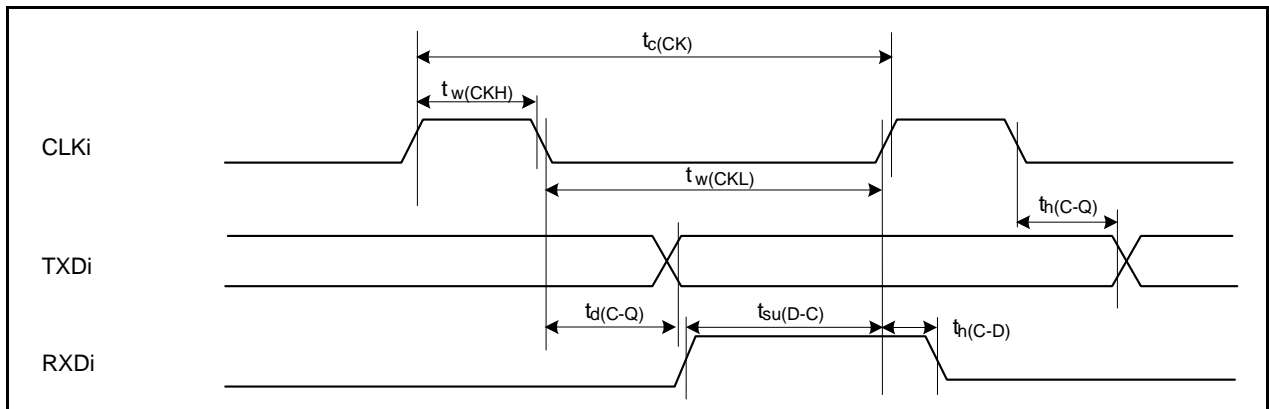 tc(CK)
tw(CKH)
CLKi
tw(CKL)
th(C-Q)
TXDi
td(C-Q)
tsu(D-C)
th(C-D)
RXDi